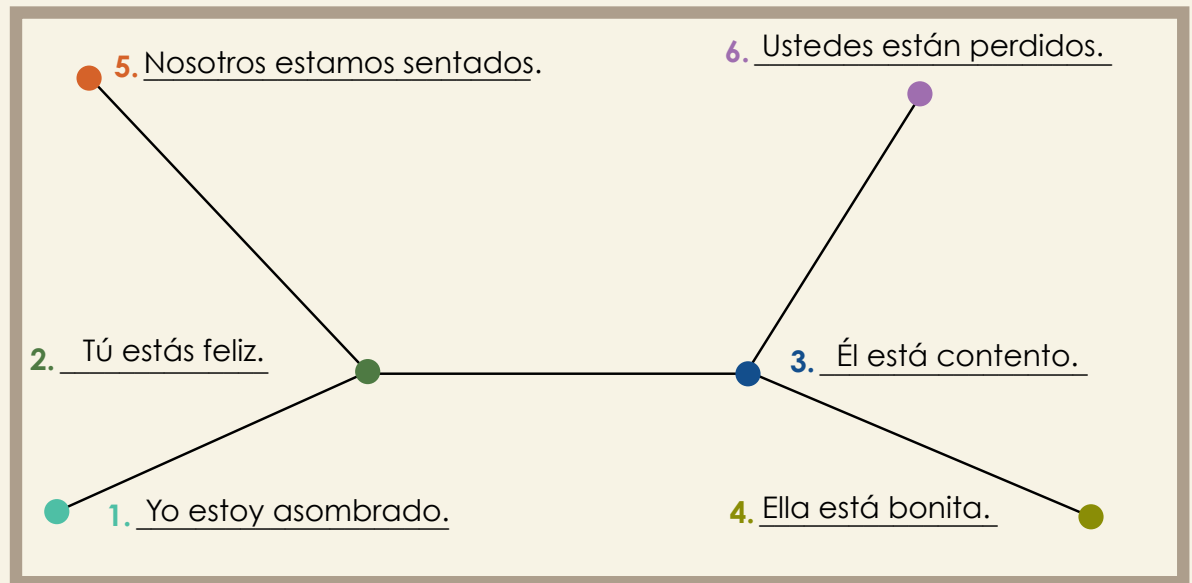 5. Nosotros estamos sentados.
6. Ustedes están perdidos.
2. Tú estás feliz.
3. Él está contento.
1. Yo estoy asombrado.
4. Ella está bonita.